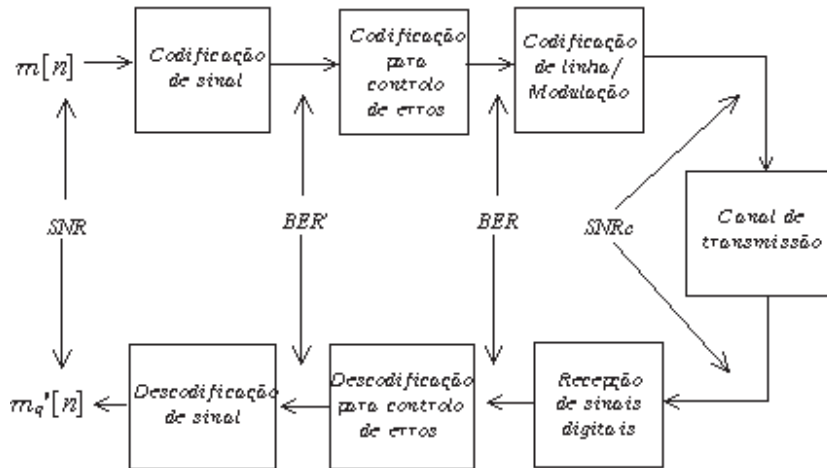 m[n]
Codificação
de sinal
Codificação
para
controlo
de erros
Codificação
de linha/
Modulação
SNR
BER'
BER
SNRc
Canal de
transmissão
mq'[n]
Descodificação
de sinal
Descodificação
para controlo
de erros
Recepção
de sinais
digitais